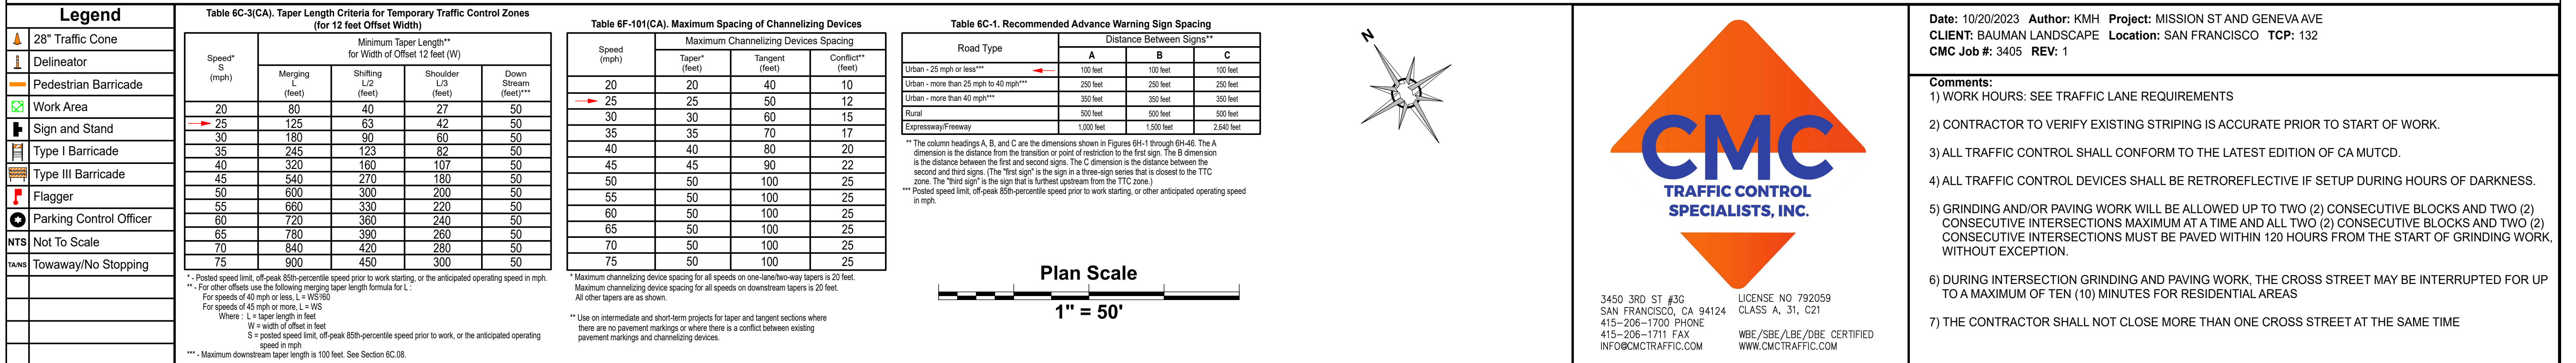 Legend
28" Traffic Cone
Delineator
Pedestrian Barricade
Work Area
Sign and Stand
Type I Barricade
Type III Barricade
Flagger
Parking Control Officer
NTS Not To Scale
TA/NS Towaway/No Stopping
Table 6C-3(CA). Taper Length Criteria for Temporary Traffic Control Zones
(for 12 feet Offset Width)
Speed* S (mph) Minimum Taper Length** for Width of Offset 12 feet (W)
Merging L (feet) Shifting L/2 (feet) Shoulder L/3 (feet) Down Stream (feet)***
20 80 40 27 50
25 125 63 42 50
30 180 90 60 50
35 245 123 82 50
40 320 160 107 50
45 540 270 180 50
50 600 300 200 50
55 660 330 220 50
60 720 360 240 50
65 780 390 260 50
70 840 420 280 50
75 900 450 300 50
* - Posted speed limit, off-peak 85th-percentile speed prior to work starting, or the anticipated operating speed in mph.
** - For other offsets use the following merging taper length formula for L :
For speeds of 40 mph or less, L = WS²/60
For speeds of 45 mph or more, L = WS
Where : L = taper length in feet
W = width of offset in feet
S = posted speed limit, off-peak 85th-percentile speed prior to work, or the anticipated operating
speed in mph
*** - Maximum downstream taper length is 100 feet. See Section 6C.08.
Table 6F-101(CA). Maximum Spacing of Channelizing Devices
Speed (mph) Maximum Channelizing Devices Spacing
Taper* (feet) Tangent (feet) Conflict** (feet)
20 20 40 10
25 25 50 12
30 30 60 15
35 35 70 17
40 40 80 20
45 45 90 22
50 50 100 25
55 50 100 25
60 50 100 25
65 50 100 25
70 50 100 25
75 50 100 25
* Maximum channelizing device spacing for all speeds on one-lane/two-way tapers is 20 feet.
Maximum channelizing device spacing for all speeds on downstream tapers is 20 feet.
All other tapers are as shown.
** Use on intermediate and short-term projects for taper and tangent sections where
there are no pavement markings or where there is a conflict between existing
pavement markings and channelizing devices.
Table 6C-1. Recommended Advance Warning Sign Spacing
Road Type Distance Between Signs**
A B C
Urban - 25 mph or less*** 100 feet 100 feet 100 feet
Urban - more than 25 mph to 40 mph*** 250 feet 250 feet 250 feet
Urban - more than 40 mph*** 350 feet 350 feet 350 feet
Rural 500 feet 500 feet 500 feet
Expressway/Freeway 1,000 feet 1,500 feet 2,640 feet
** The column headings A, B, and C are the dimensions shown in Figures 6H-1 through 6H-46. The A
dimension is the distance from the transition or point of restriction to the first sign. The B dimension
is the distance between the first and second signs. The C dimension is the distance between the
second and third signs. (The "first sign" is the sign in a three-sign series that is closest to the TTC
zone. The "third sign" is the sign that is furthest upstream from the TTC zone.)
*** Posted speed limit, off-peak 85th-percentile speed prior to work starting, or other anticipated operating speed
in mph.
Plan Scale
1" = 50'
N
CMC
TRAFFIC CONTROL
SPECIALISTS, INC.
3450 3RD ST #3G
SAN FRANCISCO, CA 94124
415-206-1700 PHONE
415-206-1711 FAX
INFO@CMCTRAFFIC.COM
LICENSE NO 792059
CLASS A, 31, C21
WBE/SBE/LBE/DBE CERTIFIED
WWW.CMCTRAFFIC.COM
Date: 10/20/2023 Author: KMH Project: MISSION ST AND GENEVA AVE
CLIENT: BAUMAN LANDSCAPE Location: SAN FRANCISCO TCP: 132
CMC Job #: 3405 REV: 1
Comments:
1) WORK HOURS: SEE TRAFFIC LANE REQUIREMENTS
2) CONTRACTOR TO VERIFY EXISTING STRIPING IS ACCURATE PRIOR TO START OF WORK.
3) ALL TRAFFIC CONTROL SHALL CONFORM TO THE LATEST EDITION OF CA MUTCD.
4) ALL TRAFFIC CONTROL DEVICES SHALL BE RETROREFLECTIVE IF SETUP DURING HOURS OF DARKNESS.
5) GRINDING AND/OR PAVING WORK WILL BE ALLOWED UP TO TWO (2) CONSECUTIVE BLOCKS AND TWO (2)
CONSECUTIVE INTERSECTIONS MAXIMUM AT A TIME AND ALL TWO (2) CONSECUTIVE BLOCKS AND TWO (2)
CONSECUTIVE INTERSECTIONS MUST BE PAVED WITHIN 120 HOURS FROM THE START OF GRINDING WORK,
WITHOUT EXCEPTION.
6) DURING INTERSECTION GRINDING AND PAVING WORK, THE CROSS STREET MAY BE INTERRUPTED FOR UP
TO A MAXIMUM OF TEN (10) MINUTES FOR RESIDENTIAL AREAS
7) THE CONTRACTOR SHALL NOT CLOSE MORE THAN ONE CROSS STREET AT THE SAME TIME